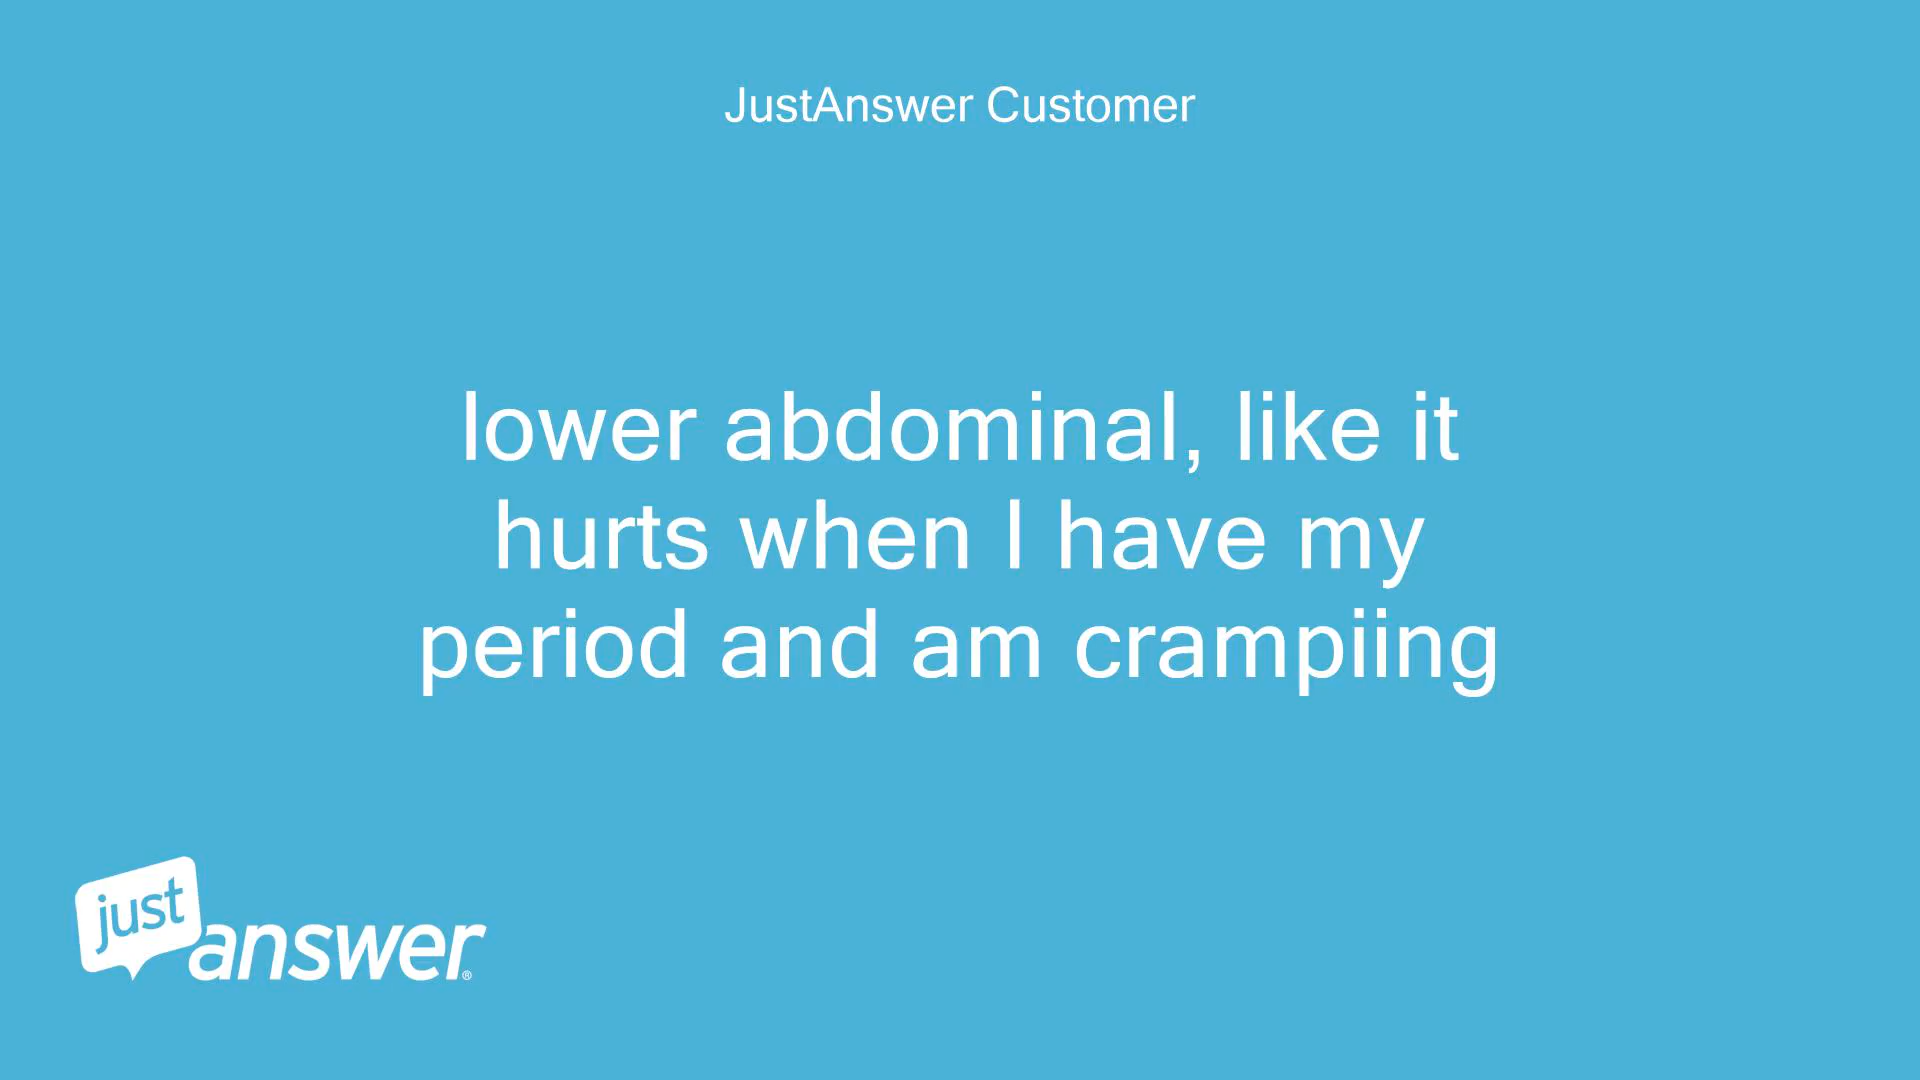 JustAnswer Customer
lower abdominal, like it
hurts when I have my
period and am crampiing
just
answer®